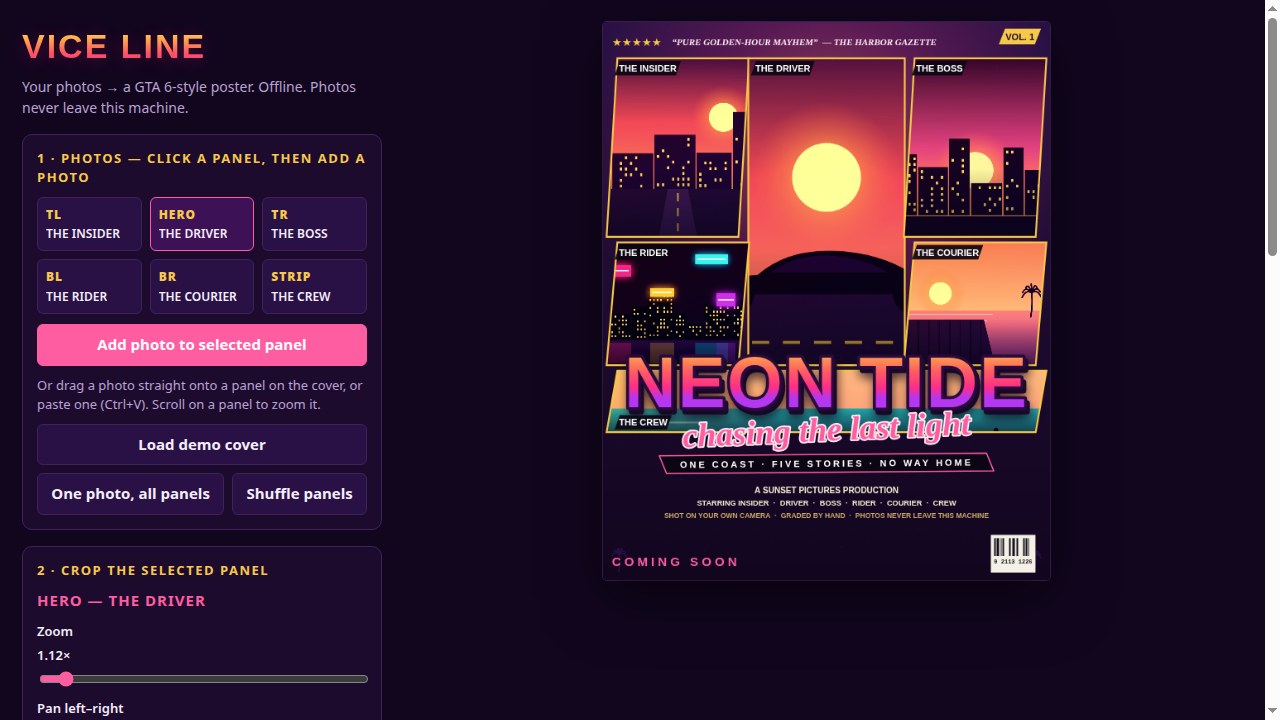 VICE LINE
Your photos → a GTA 6-style poster. Offline. Photos
never leave this machine.
1 · PHOTOS — CLICK A PANEL, THEN ADD A
PHOTO
TL
THE INSIDER
HERO
THE DRIVER
TR
THE BOSS
BL
THE RIDER
BR
THE COURIER
STRIP
THE CREW
Add photo to selected panel
Or drag a photo straight onto a panel on the cover, or
paste one (Ctrl+V). Scroll on a panel to zoom it.
Load demo cover
One photo, all panels
Shuffle panels
2 · CROP THE SELECTED PANEL
HERO — THE DRIVER
Zoom
1.12×
Pan left–right
★★★★★ “PURE GOLDEN-HOUR MAYHEM” — THE HARBOR GAZETTE
VOL. 1
THE INSIDER
THE DRIVER
THE BOSS
THE RIDER
THE COURIER
NEON TIDE
THE CREW
chasing the last light
ONE COAST · FIVE STORIES · NO WAY HOME
A SUNSET PICTURES PRODUCTION
STARRING INSIDER · DRIVER · BOSS · RIDER · COURIER · CREW
SHOT ON YOUR OWN CAMERA · GRADED BY HAND · PHOTOS NEVER LEAVE THIS MACHINE
COMING SOON
0 2113 1226